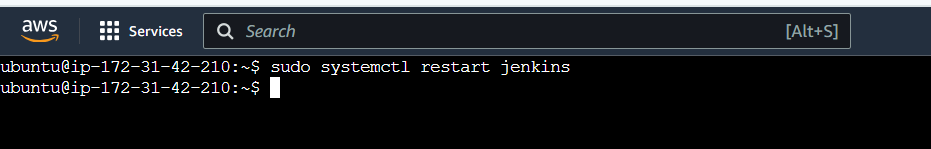 aws Services Search [Alt+S]
ubuntu@ip-172-31-42-210:~$ sudo systemctl restart jenkins
ubuntu@ip-172-31-42-210:~$